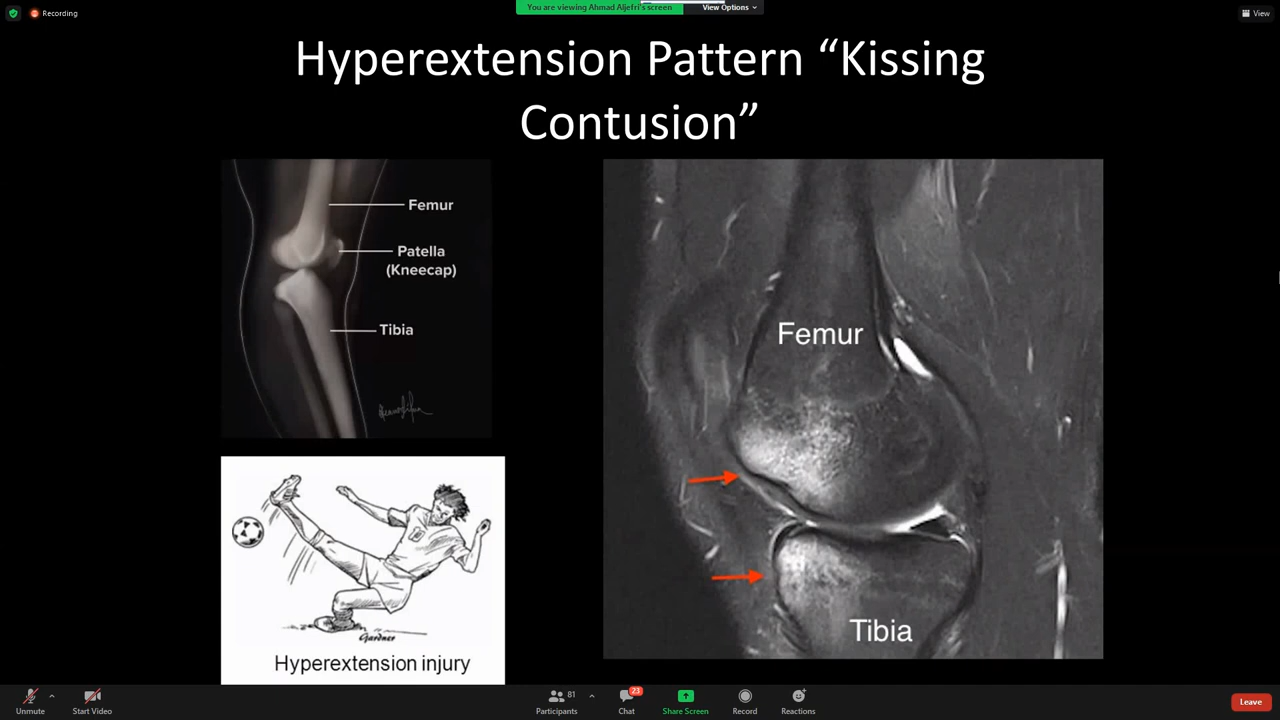 Recording
You are viewing Ahmad Aljefri's screen
View Options
View
Hyperextension Pattern “Kissing
Contusion”
Femur
Patella
(Kneecap)
Tibia
Gardner
Hyperextension injury
Femur
Tibia
Unmute
Start Video
81
Participants
23
Chat
Share Screen
Record
Reactions
Leave